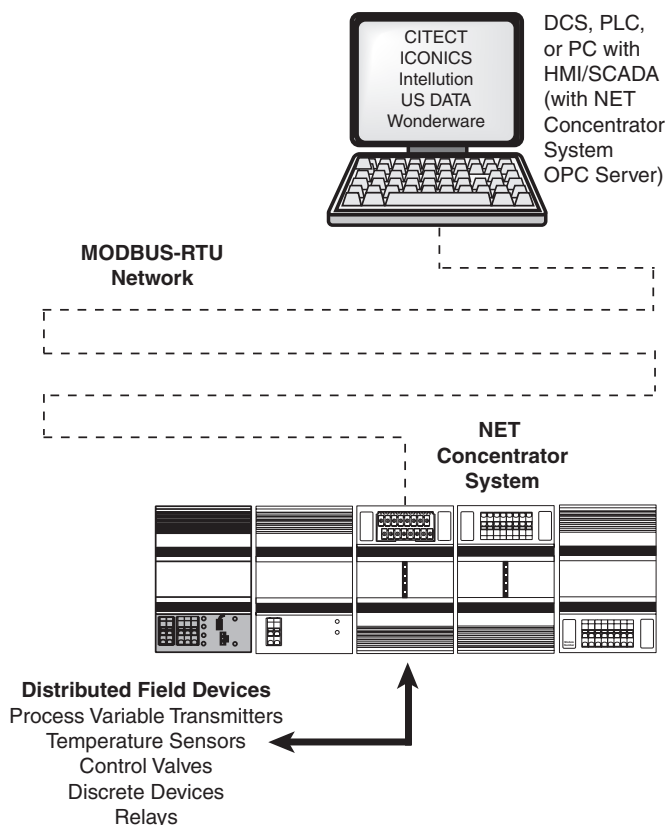 CITECT
ICONICS
Intellution
US DATA
Wonderware
DCS, PLC,
or PC with
HMI/SCADA
(with NET
Concentrator
System
OPC Server)
MODBUS-RTU
Network
NET
Concentrator
System
Distributed Field Devices
Process Variable Transmitters
Temperature Sensors
Control Valves
Discrete Devices
Relays